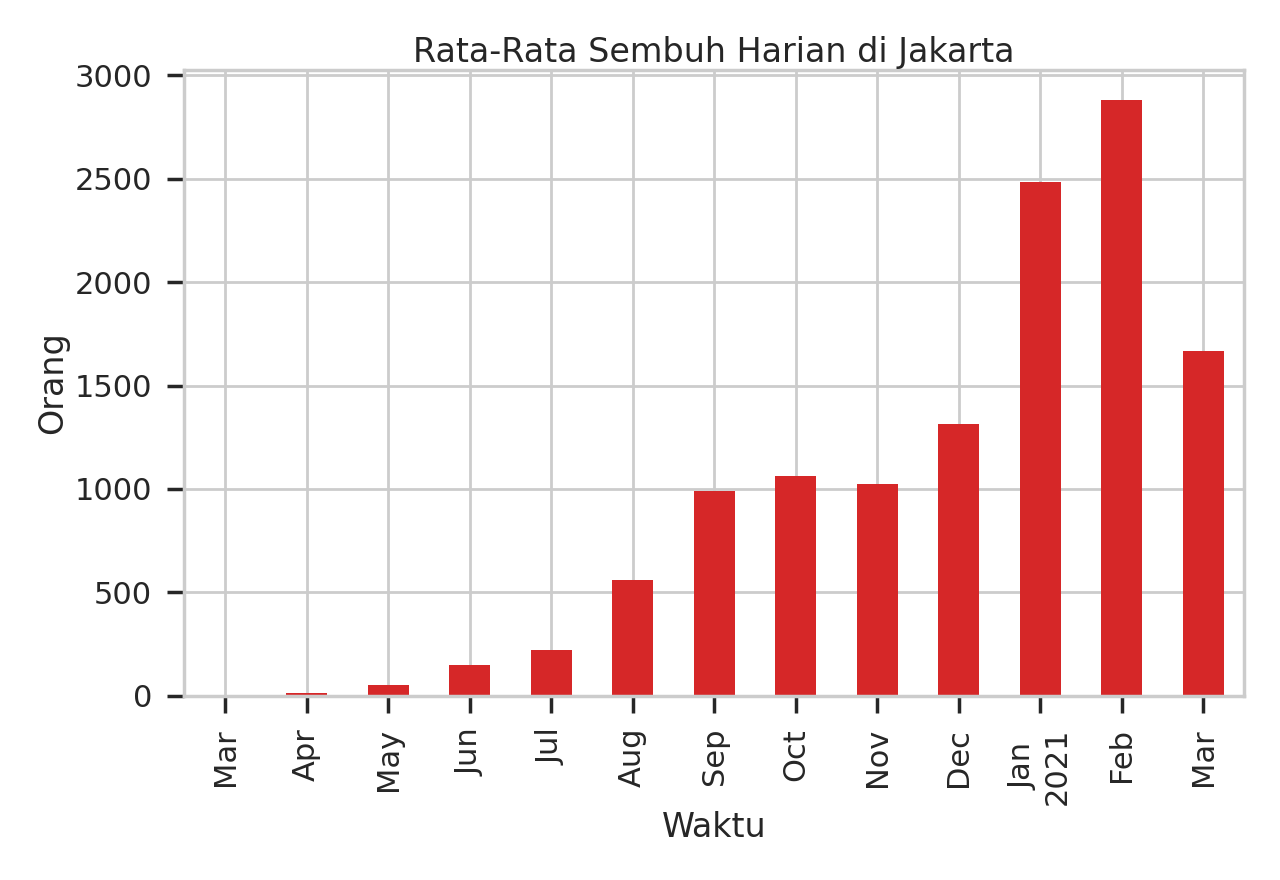 Rata-Rata Sembuh Harian di Jakarta
3000
2500
2000
1500
1000
500
0
Orang
Mar
Apr
May
Jun
Jul
Aug
Sep
Oct
Nov
Dec
Jan
2021
Feb
Mar
Waktu